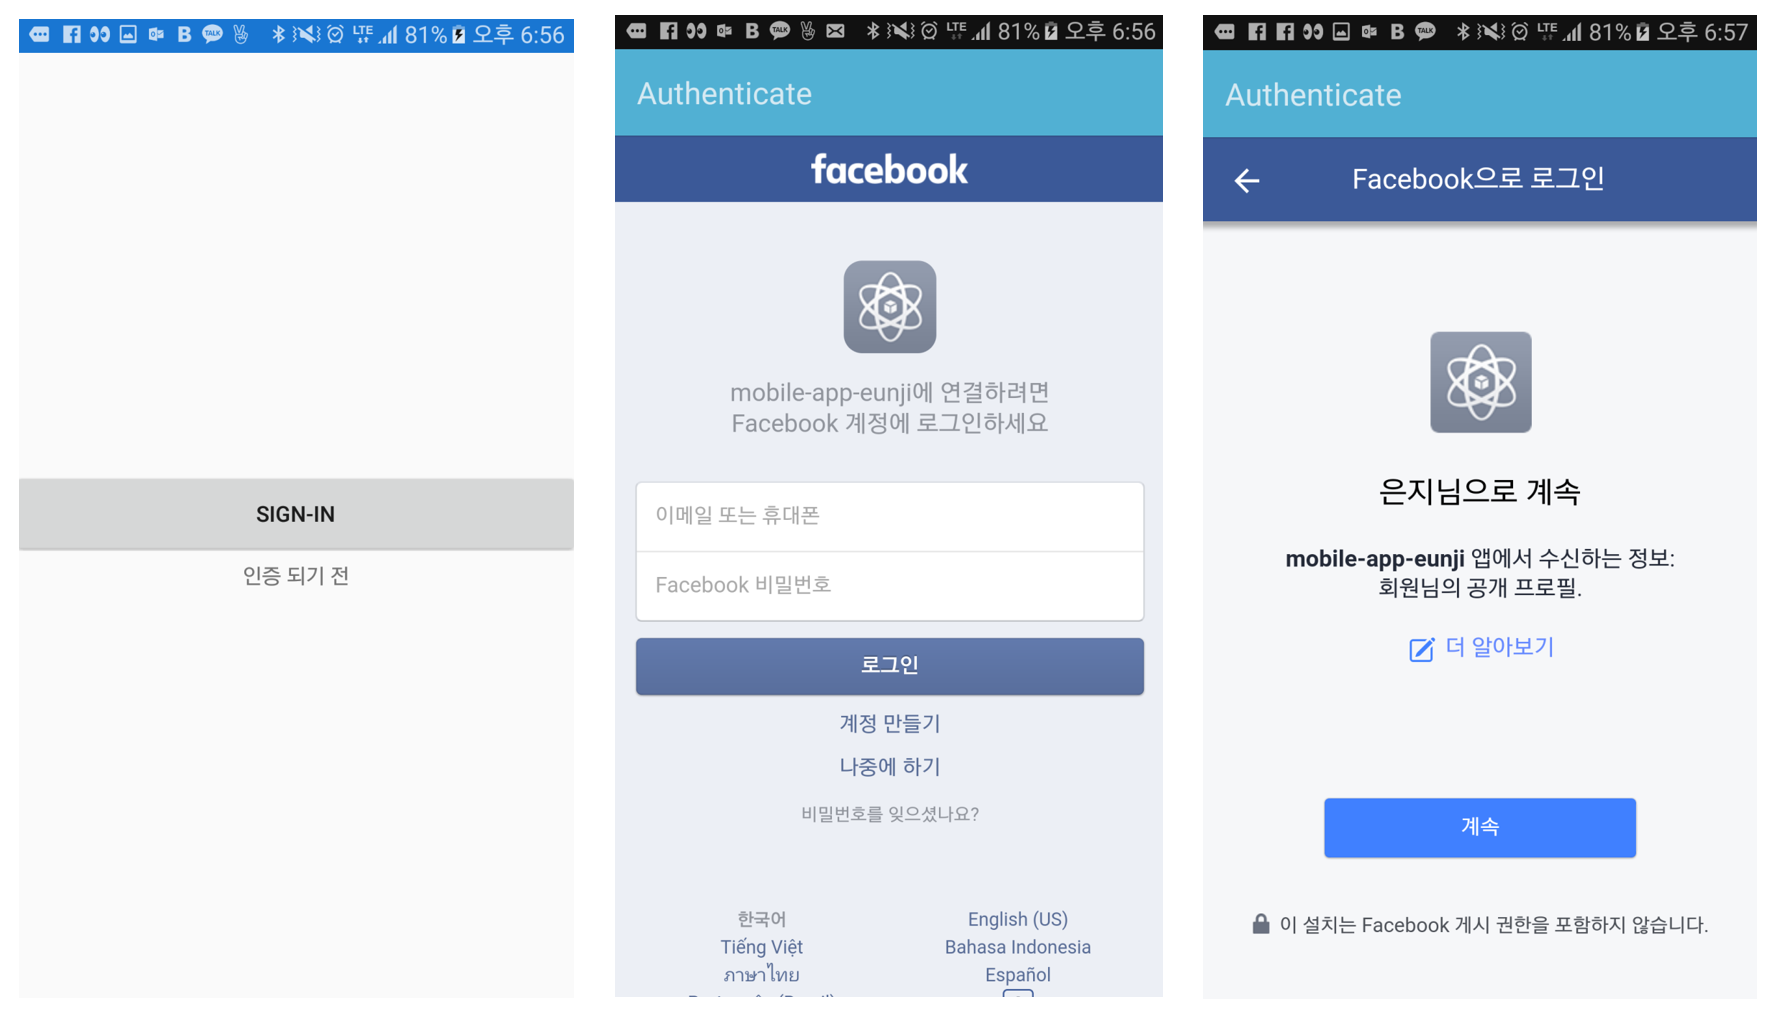 B TALK LTE 81% 오후 6:56
SIGN-IN
인증 되기 전
B TALK LTE 81% 오후 6:56
Authenticate
facebook
mobile-app-eunji에 연결하려면
Facebook 계정에 로그인하세요
이메일 또는 휴대폰
Facebook 비밀번호
로그인
계정 만들기
나중에 하기
비밀번호를 잊으셨나요?
한국어 English (US)
Tiếng Việt Bahasa Indonesia
ภาษาไทย Español
B TALK LTE 81% 오후 6:57
Authenticate
Facebook으로 로그인
은지님으로 계속
mobile-app-eunji 앱에서 수신하는 정보:
회원님의 공개 프로필.
더 알아보기
계속
이 설치는 Facebook 게시 권한을 포함하지 않습니다.